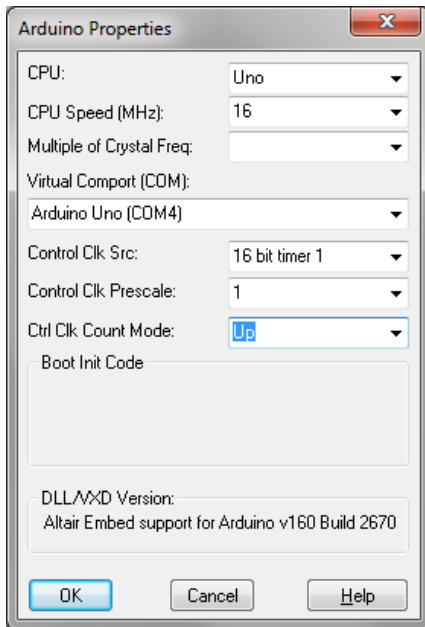 Arduino Properties
CPU: Uno
CPU Speed (MHz): 16
Multiple of Crystal Freq:
Virtual Comport (COM):
Arduino Uno (COM4)
Control Clk Src: 16 bit timer 1
Control Clk Prescale: 1
Ctrl Clk Count Mode: Up
Boot Init Code
DLL/VXD Version:
Altair Embed support for Arduino v160 Build 2670
OK Cancel Help